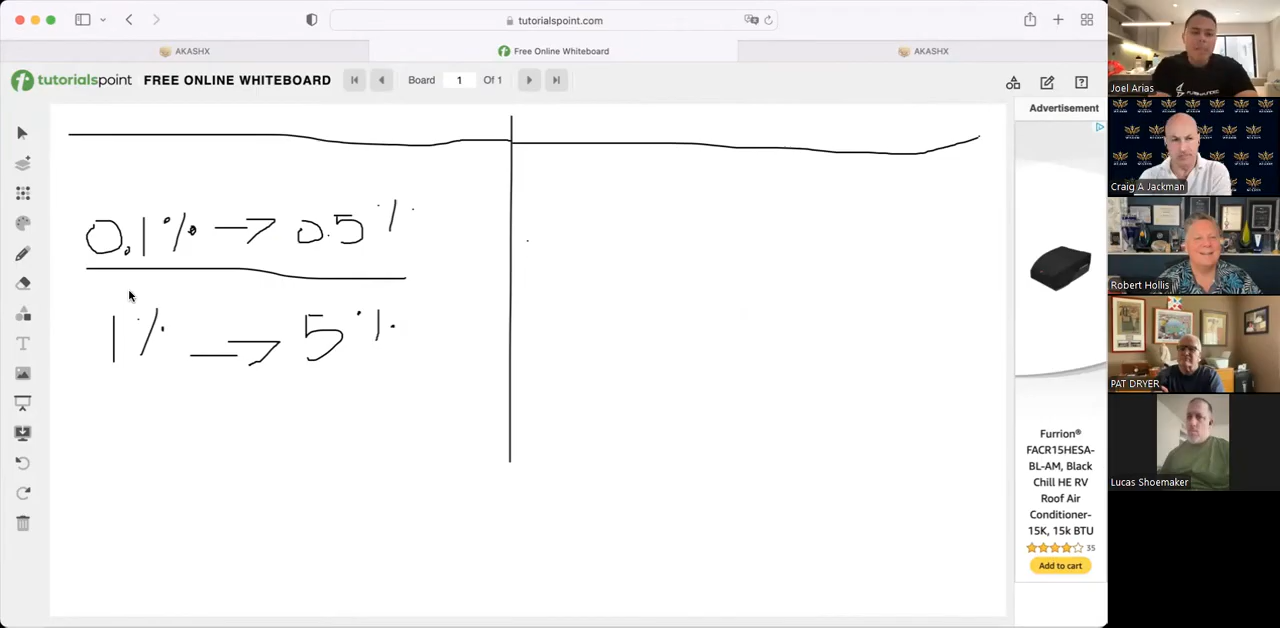 tutorialspoint.com
AKASHX
Free Online Whiteboard
AKASHX
tutorialspoint FREE ONLINE WHITEBOARD
Board 1 Of 1
Advertisement
0.1% → 0.5%
1% → 5%
Furrion®
FACR15HESA-
BL-AM, Black
Chill HE RV
Roof Air
Conditioner-
15K, 15k BTU
35
Add to cart
Joel Arias
Craig A Jackman
Robert Hollis
PAT DRYER
Lucas Shoemaker